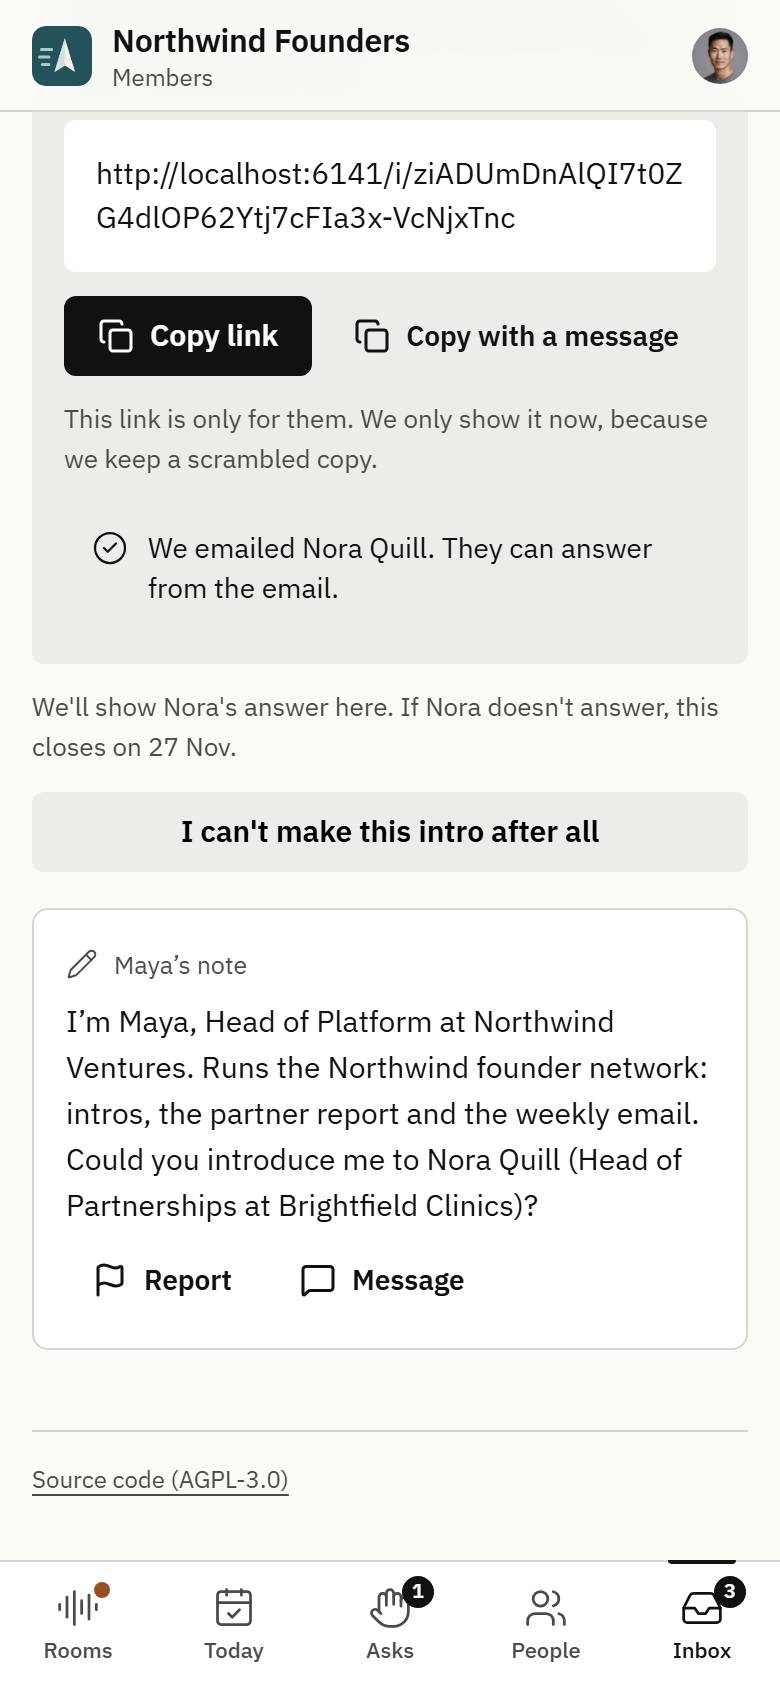 Northwind Founders
Members
http://localhost:6141/i/ziADUmDnAlQI7t0Z
G4dlOP62Ytj7cFIa3x-VcNjxTnc
Copy link
Copy with a message
This link is only for them. We only show it now, because
we keep a scrambled copy.
We emailed Nora Quill. They can answer
from the email.
We'll show Nora's answer here. If Nora doesn't answer, this
closes on 27 Nov.
I can't make this intro after all
Maya’s note
I’m Maya, Head of Platform at Northwind
Ventures. Runs the Northwind founder network:
intros, the partner report and the weekly email.
Could you introduce me to Nora Quill (Head of
Partnerships at Brightfield Clinics)?
Report
Message
Source code (AGPL-3.0)
1
3
Rooms
Today
Asks
People
Inbox